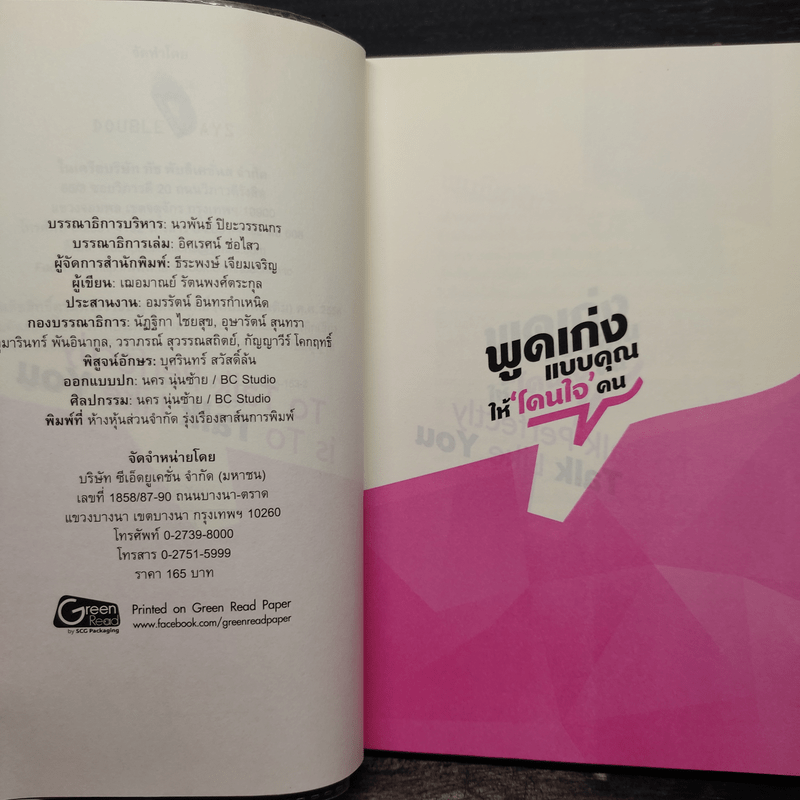 บรรณาธิการบริหาร: นวพันธ์ ปิยะวรรณกร
บรรณาธิการเล่ม: อิศเรศน์ ช่อไสว
ผู้จัดการสำนักพิมพ์: ธีระพงษ์ เจียมเจริญ
ผู้เขียน: เฌอมาณย์ รัตนพงศ์ตระกูล
ประสานงาน: อมรรัตน์ อินทรกำเหนิด
กองบรรณาธิการ: นัฏฐิกา ไชยสุข, อุษารัตน์ สุนทรา
พันอินากูล, วราภรณ์ สุวรรณสถิตย์, กัญญาวีร์ โคกฤทธิ์
พิสูจน์อักษร: บุศรินทร์ สวัสดิ์ล้น
ออกแบบปก: นคร นุ่นซ้าย / BC Studio
ศิลปกรรม: นคร นุ่นซ้าย / BC Studio
พิมพ์ที่ ห้างหุ้นส่วนจำกัด รุ่งเรืองสาส์นการพิมพ์
จัดจำหน่ายโดย
บริษัท ซีเอ็ดยูเคชั่น จำกัด (มหาชน)
เลขที่ 1858/87-90 ถนนบางนา-ตราด
แขวงบางนา เขตบางนา กรุงเทพฯ 10260
โทรศัพท์ 0-2739-8000
โทรสาร 0-2751-5999
ราคา 165 บาท
Green Read
by SCG Packaging
Printed on Green Read Paper
www.facebook.com/greenreadpaper
พูดเก่ง
แบบคุณ
ให้ 'โดนใจ' คน